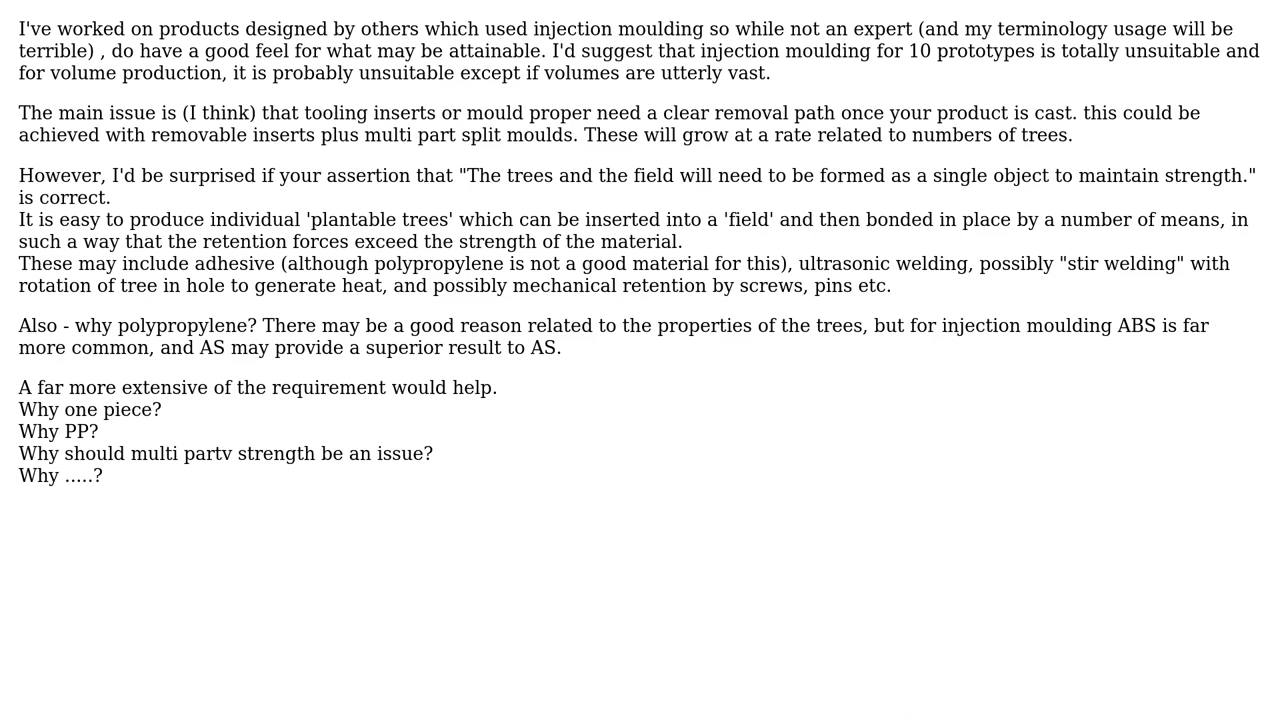 I've worked on products designed by others which used injection moulding so while not an expert (and my terminology usage will be
terrible) , do have a good feel for what may be attainable. I'd suggest that injection moulding for 10 prototypes is totally unsuitable and
for volume production, it is probably unsuitable except if volumes are utterly vast.
The main issue is (I think) that tooling inserts or mould proper need a clear removal path once your product is cast. this could be
achieved with removable inserts plus multi part split moulds. These will grow at a rate related to numbers of trees.
However, I'd be surprised if your assertion that "The trees and the field will need to be formed as a single object to maintain strength."
is correct.
It is easy to produce individual 'plantable trees' which can be inserted into a 'field' and then bonded in place by a number of means, in
such a way that the retention forces exceed the strength of the material.
These may include adhesive (although polypropylene is not a good material for this), ultrasonic welding, possibly "stir welding" with
rotation of tree in hole to generate heat, and possibly mechanical retention by screws, pins etc.
Also - why polypropylene? There may be a good reason related to the properties of the trees, but for injection moulding ABS is far
more common, and AS may provide a superior result to AS.
A far more extensive of the requirement would help.
Why one piece?
Why PP?
Why should multi partv strength be an issue?
Why .....?